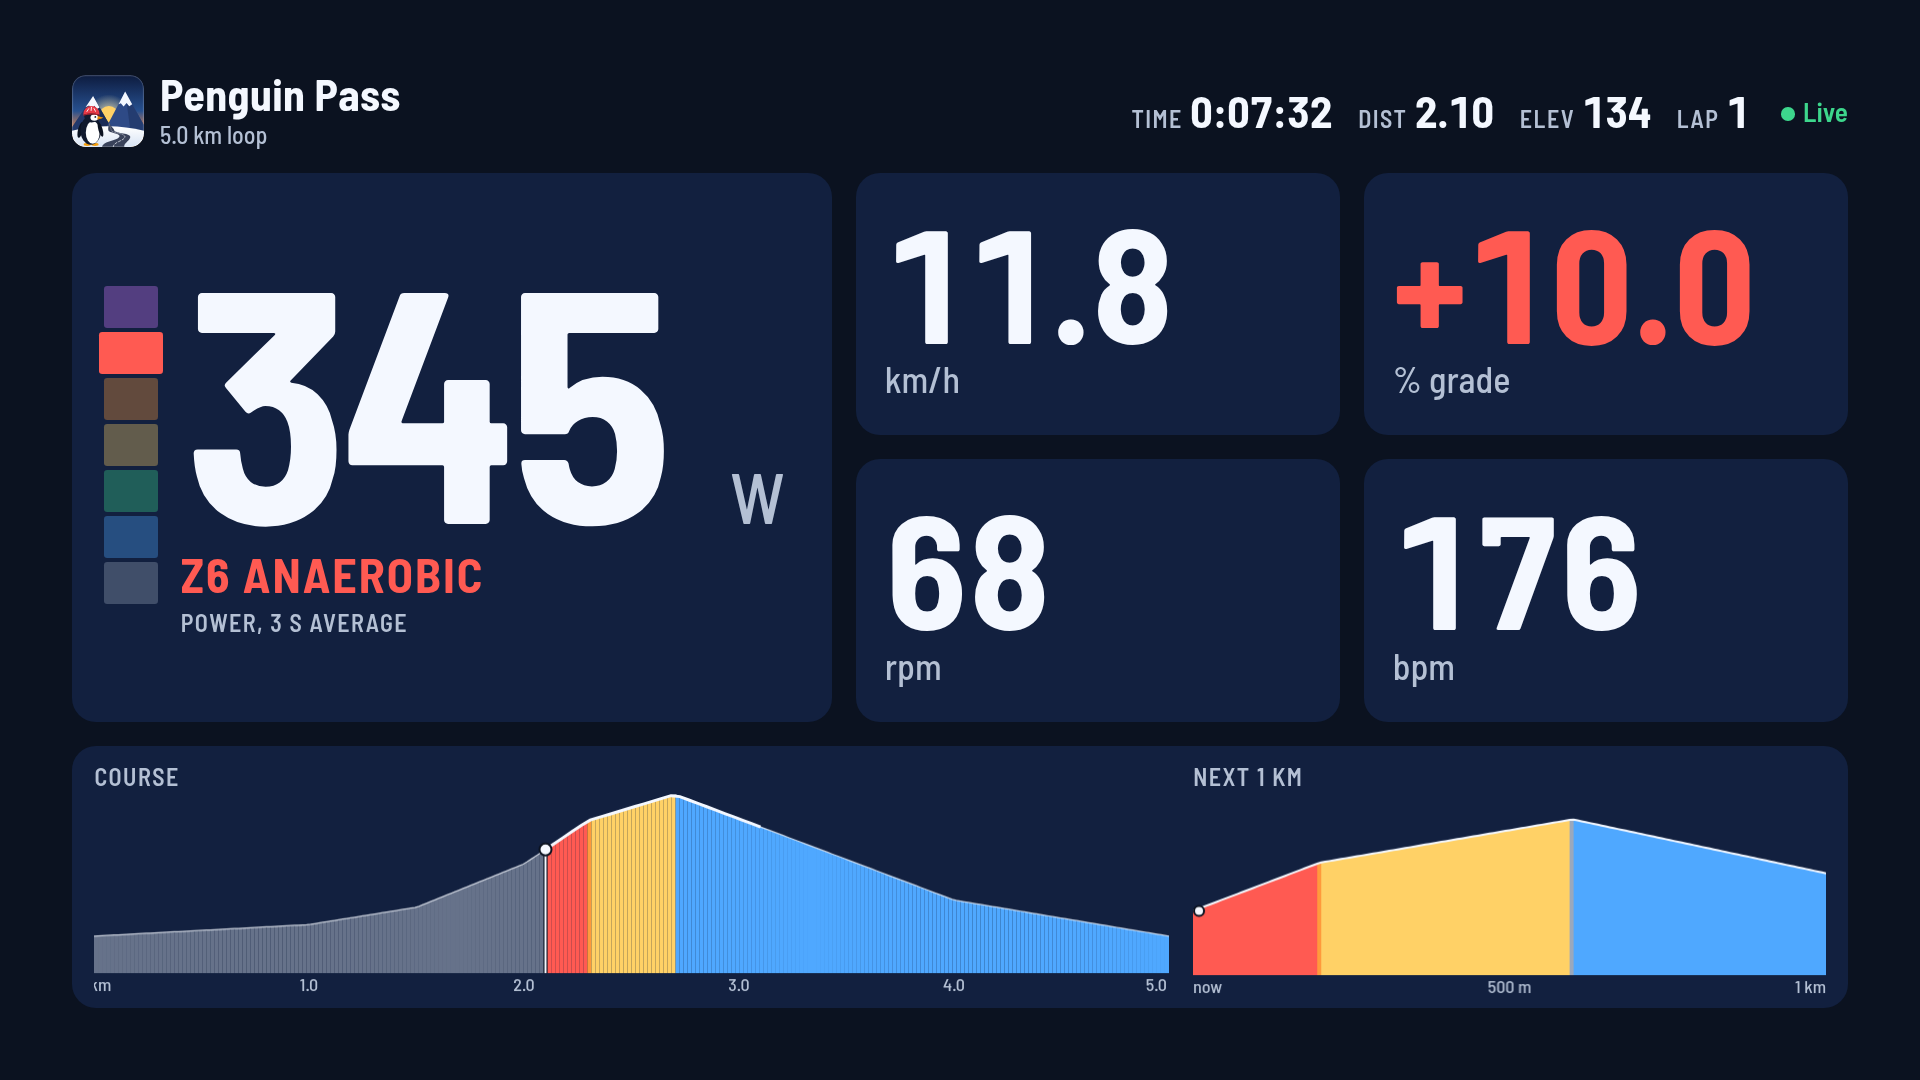 Penguin Pass
5.0 km loop
TIME 0:07:32 DIST 2.10 ELEV 134 LAP 1 Live
345 W
Z6 ANAEROBIC
POWER, 3 S AVERAGE
11.8
km/h
+10.0
% grade
68
rpm
176
bpm
COURSE
km 1.0 2.0 3.0 4.0 5.0
NEXT 1 KM
now 500 m 1 km